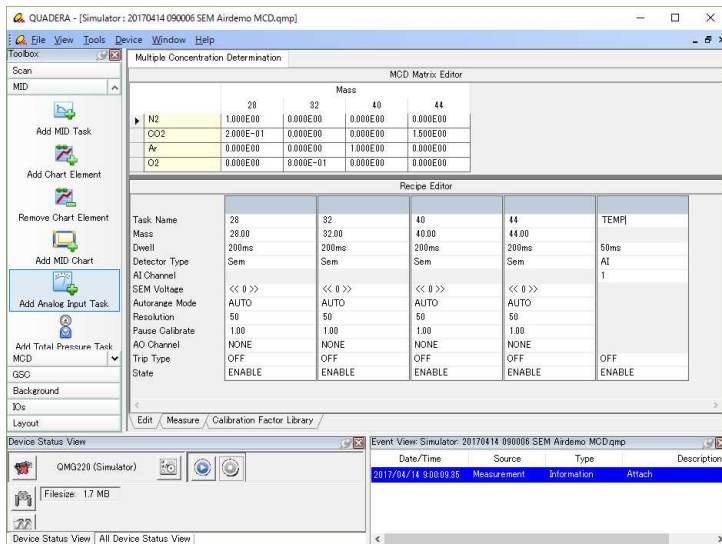 QUADERA - [Simulator : 20170414 090006 SEM Airdemo MCD.qmp]
File View Tools Device Window Help
Toolbox
Scan
MID
Add MID Task
Add Chart Element
Remove Chart Element
Add MID Chart
Add Analog Input Task
Add Total Pressure Task
MCD
GSC
Background
IOs
Layout
Multiple Concentration Determination
MCD Matrix Editor
Mass
28 32 40 44
N2 1.000E00 0.000E00 0.000E00 0.000E00
CO2 2.000E-01 0.000E00 0.000E00 1.500E00
Ar 0.000E00 0.000E00 1.000E00 0.000E00
O2 0.000E00 8.000E-01 0.000E00 0.000E00
Recipe Editor
Task Name 28 32 40 44 TEMP
Mass 28.00 32.00 40.00 44.00
Dwell 200ms 200ms 200ms 200ms 50ms
Detector Type Sem Sem Sem Sem AI
AI Channel 1
SEM Voltage << 0 >> << 0 >> << 0 >> << 0 >>
Autorange Mode AUTO AUTO AUTO AUTO
Resolution 50 50 50 50
Pause Calibrate 1.00 1.00 1.00 1.00
AO Channel NONE NONE NONE NONE
Trip Type OFF OFF OFF OFF OFF
State ENABLE ENABLE ENABLE ENABLE ENABLE
Edit Measure Calibration Factor Library
Device Status View
QMG220 (Simulator)
Filesize: 1.7 MB
Device Status View All Device Status View
Event View: Simulator: 20170414 090006 SEM Airdemo MCD.qmp
Date/Time Source Type Description
2017/04/14 9:00:09.35 Measurement Information Attach